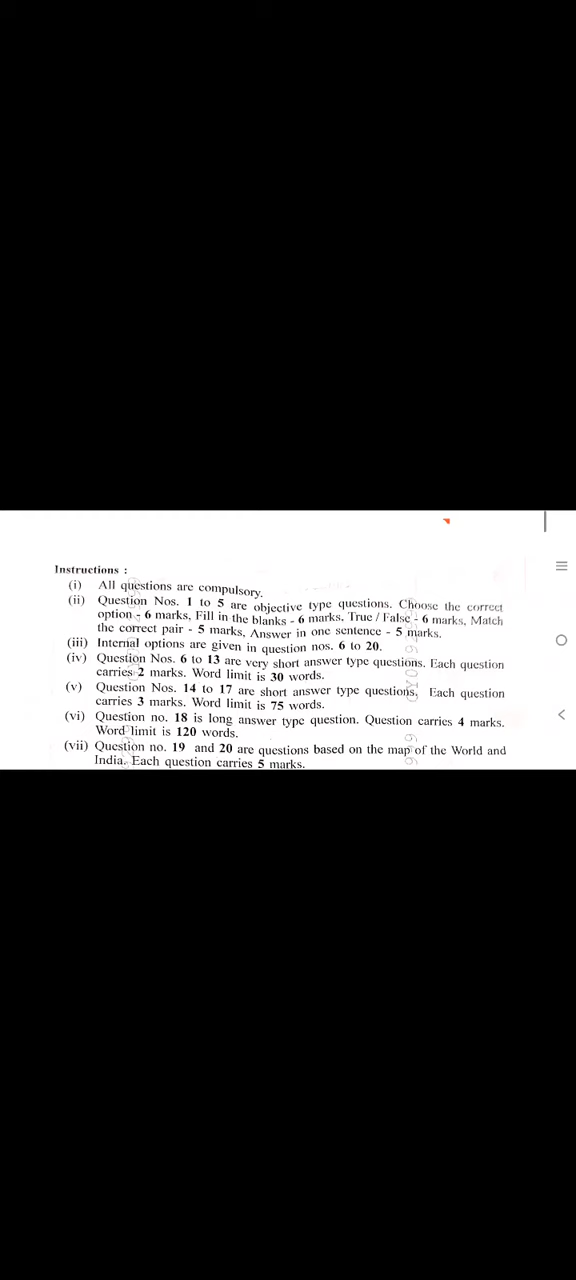 Instructions :
(i) All questions are compulsory.
(ii) Question Nos. 1 to 5 are objective type questions. Choose the correct
option - 6 marks, Fill in the blanks - 6 marks, True / False - 6 marks, Match
the correct pair - 5 marks, Answer in one sentence - 5 marks.
(iii) Internal options are given in question nos. 6 to 20.
(iv) Question Nos. 6 to 13 are very short answer type questions. Each question
carries 2 marks. Word limit is 30 words.
(v) Question Nos. 14 to 17 are short answer type questions. Each question
carries 3 marks. Word limit is 75 words.
(vi) Question no. 18 is long answer type question. Question carries 4 marks.
Word limit is 120 words.
(vii) Question no. 19 and 20 are questions based on the map of the World and
India. Each question carries 5 marks.